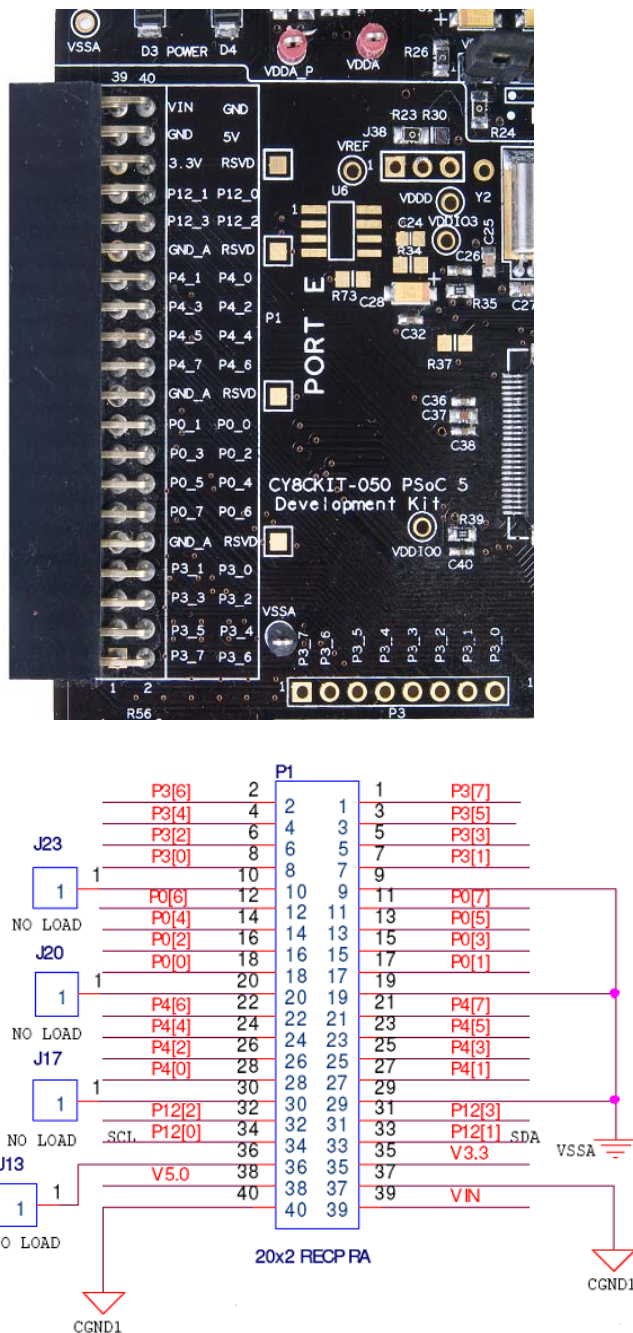 VSSA D3 POWER D4 VDDA_P VDDA R26
39 40
VIN GND
GND 5V
3.3V RSVD
P12_1 P12_0
P12_3 P12_2
GND_A RSVD
P4_1 P4_0
P4_3 P4_2
P4_5 P4_4
P4_7 P4_6
GND_A RSVD
P0_1 P0_0
P0_3 P0_2
P0_5 P0_4
P0_7 P0_6
GND_A RSVD
P3_1 P3_0
P3_3 P3_2
P3_5 P3_4
P3_7 P3_6
1 2
R56
R23 R30 R24
J38
VREF 1
U6
1
VDDD Y2
VDDIO3
C24 C25
R34 C26
R73 C28 R35 C27
C32
P1
PORT E
R37
C36
C37
C38
CY8CKIT-050 PSoC 5
Development Kit
R39
VDDIO0
C40
VSSA
P3_7 P3_6 P3_5 P3_4 P3_3 P3_2 P3_1 P3_0
1 1
P3
P1
P3[6] 2 2 1 1 P3[7]
P3[4] 4 4 3 3 P3[5]
P3[2] 6 6 5 5 P3[3]
P3[0] 8 8 7 7 P3[1]
J23 1 1 10 10 9 9
NO LOAD
P0[6] 12 12 11 11 P0[7]
P0[4] 14 14 13 13 P0[5]
P0[2] 16 16 15 15 P0[3]
P0[0] 18 18 17 17 P0[1]
J20 1 1 20 20 19 19
NO LOAD
P4[6] 22 22 21 21 P4[7]
P4[4] 24 24 23 23 P4[5]
P4[2] 26 26 25 25 P4[3]
P4[0] 28 28 27 27 P4[1]
J17 1 1 30 30 29 29
NO LOAD
P12[2] 32 32 31 31 P12[3]
SCL P12[0] 34 34 33 33 P12[1] SDA
VSSA
J13 1 1 36 36 35 35 V3.3
V5.0 38 38 37 37
40 40 39 39 VIN
NO LOAD
20x2 RECP RA
CGND1
CGND1